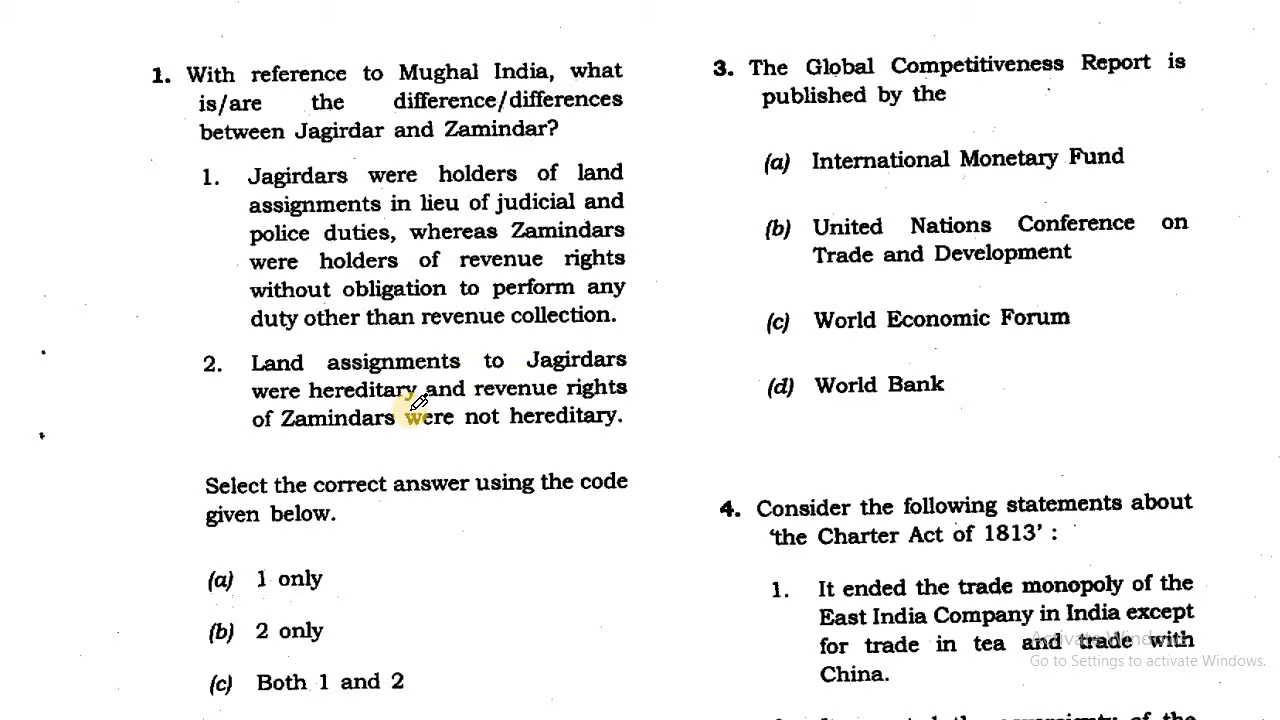 1. With reference to Mughal India, what
is/are the difference/differences
between Jagirdar and Zamindar?
1. Jagirdars were holders of land
assignments in lieu of judicial and
police duties, whereas Zamindars
were holders of revenue rights
without obligation to perform any
duty other than revenue collection.
2. Land assignments to Jagirdars
were hereditary and revenue rights
of Zamindars were not hereditary.
Select the correct answer using the code
given below.
(a) 1 only
(b) 2 only
(c) Both 1 and 2
3. The Global Competitiveness Report is
published by the
(a) International Monetary Fund
(b) United Nations Conference on
Trade and Development
(c) World Economic Forum
(d) World Bank
4. Consider the following statements about
‘the Charter Act of 1813’ :
1. It ended the trade monopoly of the
East India Company in India except
for trade in tea and trade with
China.
Activate Windows
Go to Settings to activate Windows.